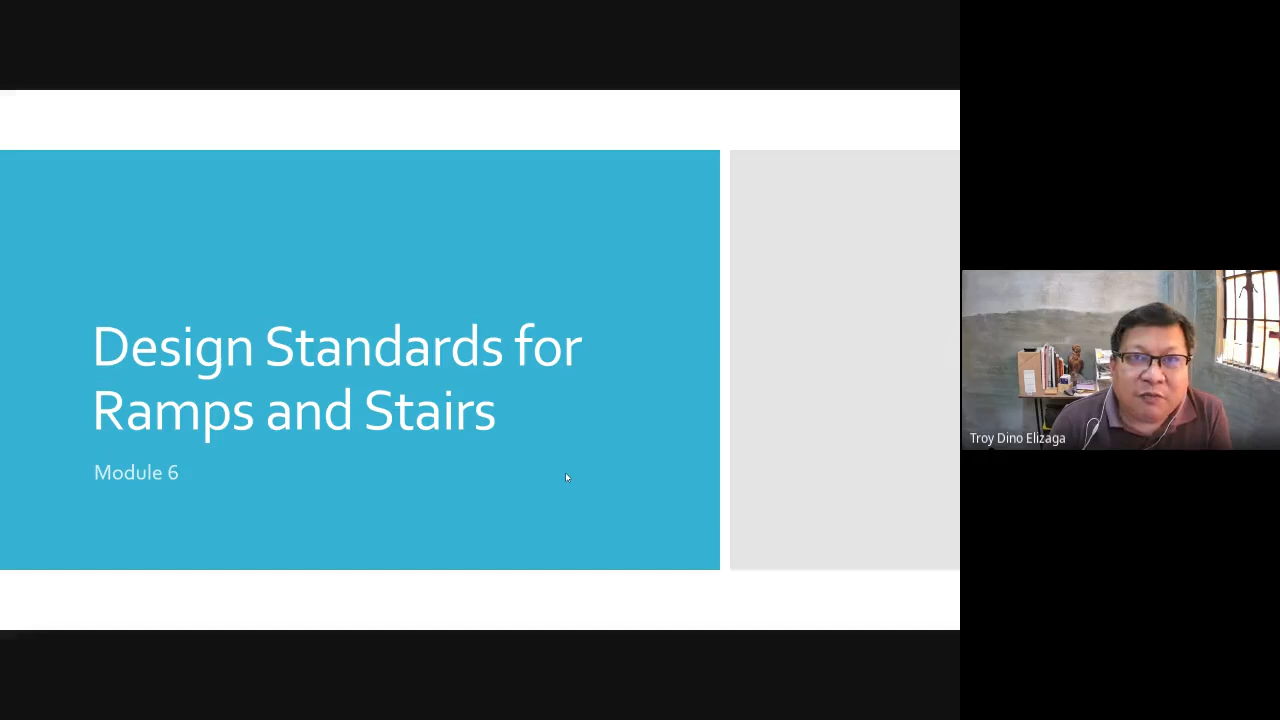 Design Standards for
Ramps and Stairs
Module 6
Troy Dino Elizaga